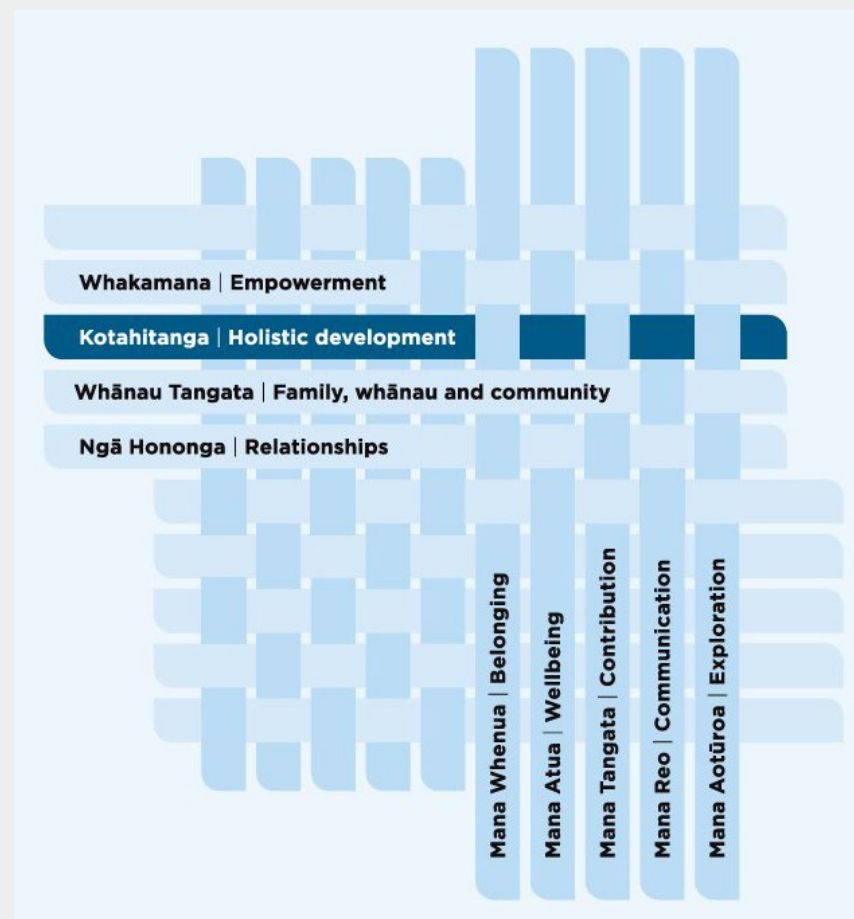 Whakamana | Empowerment
Kotahitanga | Holistic development
Whānau Tangata | Family, whānau and community
Ngā Hononga | Relationships
Mana Whenua | Belonging
Mana Atua | Wellbeing
Mana Tangata | Contribution
Mana Reo | Communication
Mana Aotūroa | Exploration